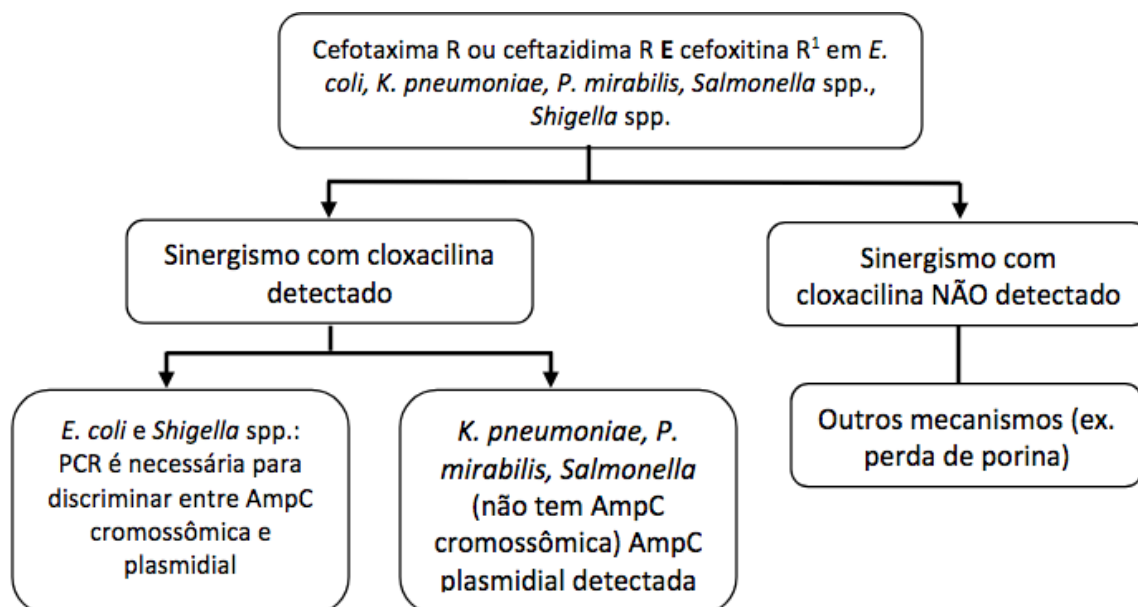 Cefotaxima R ou ceftazidima R E cefoxitina R¹ em E.
coli, K. pneumoniae, P. mirabilis, Salmonella spp.,
Shigella spp.
Sinergismo com cloxacilina
detectado
Sinergismo com
cloxacilina NÃO detectado
E. coli e Shigella spp.:
PCR é necessária para
discriminar entre AmpC
cromossômica e
plasmidial
K. pneumoniae, P.
mirabilis, Salmonella
(não tem AmpC
cromossômica) AmpC
plasmidial detectada
Outros mecanismos (ex.
perda de porina)